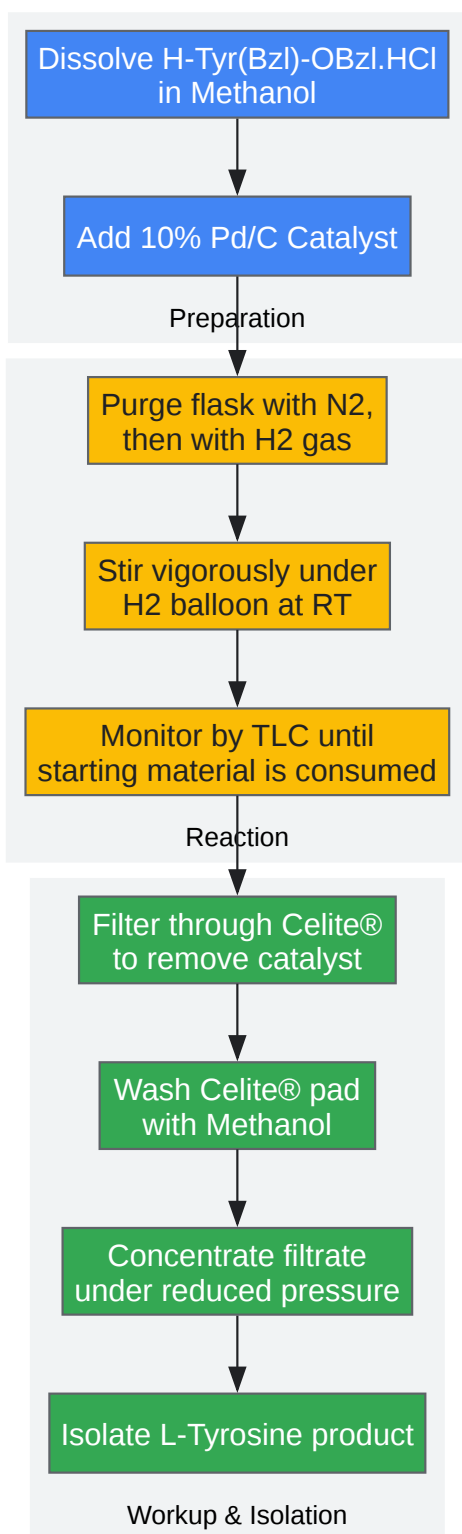 Dissolve H-Tyr(Bzl)-OBzl.HCl
in Methanol
Add 10% Pd/C Catalyst
Preparation
Purge flask with N2,
then with H2 gas
Stir vigorously under
H2 balloon at RT
Monitor by TLC until
starting material is consumed
Reaction
Filter through Celite®
to remove catalyst
Wash Celite® pad
with Methanol
Concentrate filtrate
under reduced pressure
Isolate L-Tyrosine product
Workup & Isolation